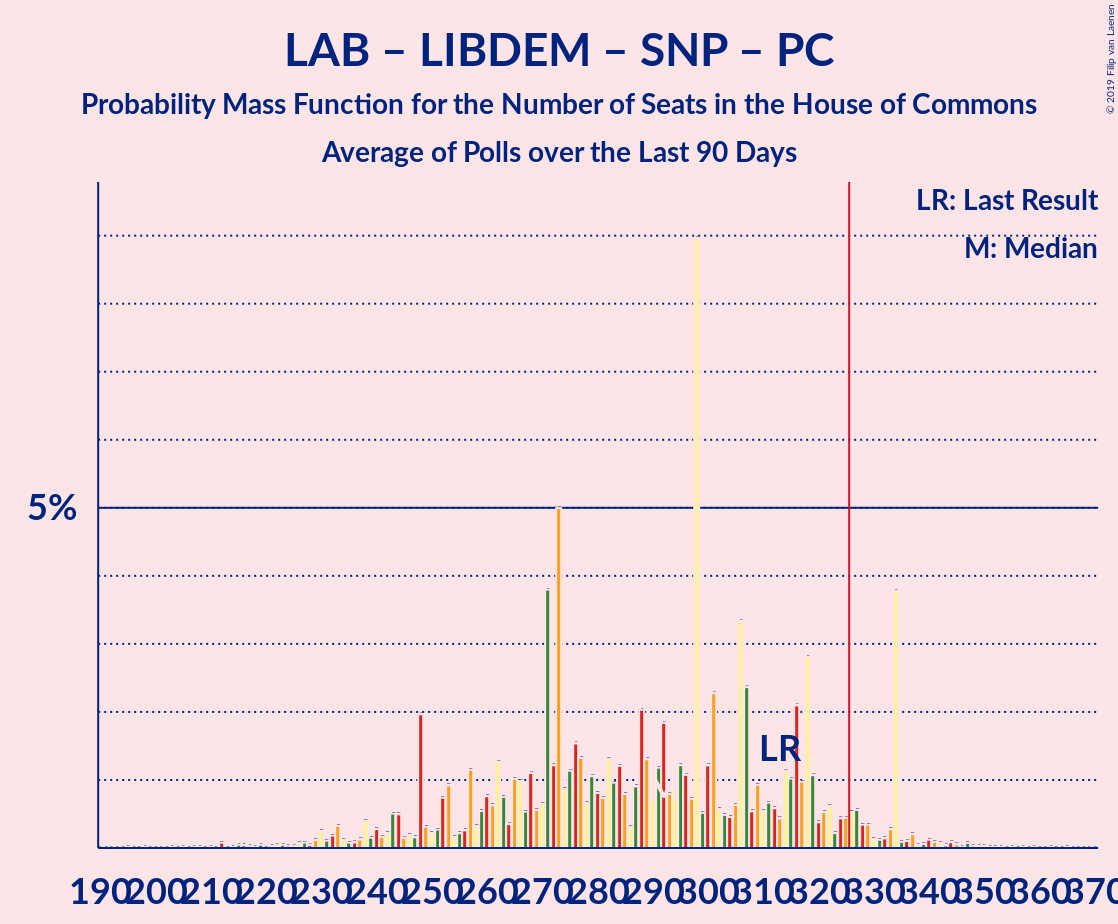 LAB – LIBDEM – SNP – PC
Probability Mass Function for the Number of Seats in the House of Commons
Average of Polls over the Last 90 Days
© 2019 Filip van Laenen
LR: Last Result
M: Median
5%
LR
190 200 210 220 230 240 250 260 270 280 290 300 310 320 330 340 350 360 370